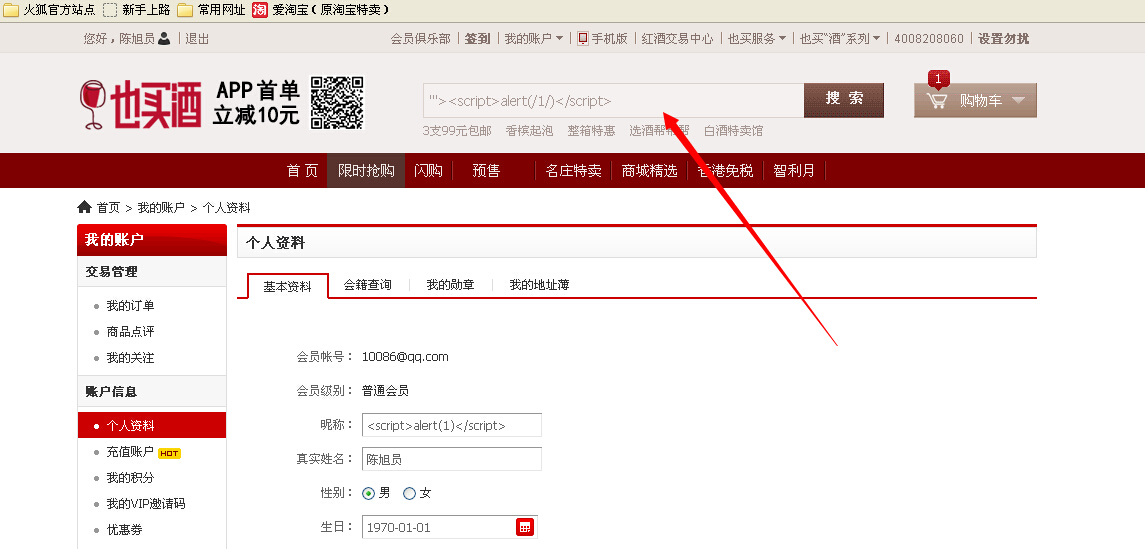 火狐官方站点 新手上路 常用网址 淘 爱淘宝（原淘宝特卖）
您好，陈旭员 | 退出 会员俱乐部 | 签到 | 我的账户 | 手机版 | 红酒交易中心 | 也买服务 | 也买“酒”系列 | 4008208060 | 设置勿扰
也买酒 APP首单
立减10元
'"><script>alert(/1/)</script> 搜 索 1 购物车
3支99元包邮 香槟起泡 整箱特惠 白酒特卖馆
首 页 限时抢购 闪购 预售 名庄特卖 商城精选 香港免税 智利月
首页 > 我的账户 > 个人资料
我的账户
交易管理
我的订单
商品点评
我的关注
账户信息
个人资料
充值账户 HOT
我的积分
我的VIP邀请码
优惠券
个人资料
基本资料 会籍查询 我的勋章 我的地址薄
会员帐号： 10086@qq.com
会员级别： 普通会员
昵称： <script>alert(1)</script>
真实姓名： 陈旭员
性别： 男 女
生日： 1970-01-01